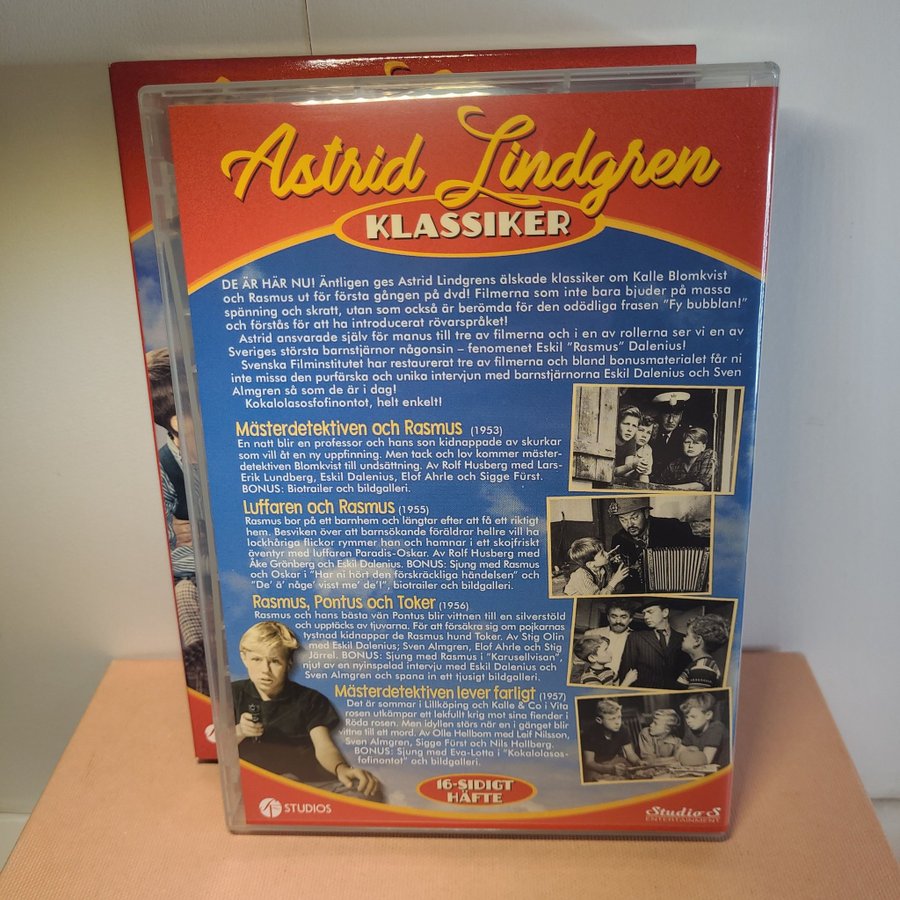 Astrid Lindgren
KLASSIKER
DE ÄR HÄR NU! Äntligen ges Astrid Lindgrens älskade klassiker om Kalle Blomkvist
och Rasmus ut för första gången på dvd! Filmerna som inte bara bjuder på massa
spänning och skratt, utan som också är berömda för den odödliga frasen "Fy bubblan!"
och förstås för att ha introducerat rövarspråket!
Astrid ansvarade själv för manus till tre av filmerna och i en av rollerna ser vi en av
Sveriges största barnstjärnor någonsin – fenomenet Eskil "Rasmus" Dalenius!
Svenska Filminstitutet har restaurerat tre av filmerna och bland bonusmaterialet får ni
inte missa den purfärska och unika intervjun med barnstjärnorna Eskil Dalenius och Sven
Almgren så som de är i dag!
Kokalolasosfofinontot, helt enkelt!
Mästerdetektiven och Rasmus (1953)
En natt blir en professor och hans son kidnappade av skurkar
som vill åt en ny uppfinning. Men tack och lov kommer mäster-
detektiven Blomkvist till undsättning. Av Rolf Husberg med Lars-
Erik Lundberg, Eskil Dalenius, Elof Ahrle och Sigge Fürst.
BONUS: Biotrailer och bildgalleri.
Luffaren och Rasmus (1955)
Rasmus bor på ett barnhem och längtar efter att få ett riktigt
hem. Besviken över att barnsökande föräldrar hellre vill ha
lockhåriga flickor rymmer han och hamnar i ett skojfriskt
äventyr med luffaren Paradis-Oskar. Av Rolf Husberg med
Åke Grönberg och Eskil Dalenius. BONUS: Sjung med Rasmus
och Oskar i "Har ni hört den förskräckliga händelsen" och
"De' ä' någe' visst me' de'!", biotrailer och bildgalleri.
Rasmus, Pontus och Toker (1956)
Rasmus och hans bästa vän Pontus blir vittnen till en silverstöld
och upptäcks av tjuvarna. För att försäkra sig om pojkarnas
tystnad kidnappar de Rasmus hund Toker. Av Stig Olin
med Eskil Dalenius; Sven Almgren, Elof Ahrle och Stig
Järrel. BONUS: Sjung med Rasmus i "Karusellvisan",
njut av en nyinspelad intervju med Eskil Dalenius och
Sven Almgren och spana in ett tjusigt bildgalleri.
Mästerdetektiven lever farligt (1957)
Det är sommar i Lillköping och Kalle & Co i Vita
rosen utkämpar ett lekfullt krig mot sina fiender i
Röda rosen. Men idyllen störs när en i gänget blir
vittne till ett mord. Av Olle Hellbom med Leif Nilsson,
Sven Almgren, Sigge Fürst och Nils Hallberg.
BONUS: Sjung med Eva-Lotta i "Kokalolasos-
fofinontot" och bildgalleri.
16-SIDIGT
HÄFTE
STUDIOS
Studio S
ENTERTAINMENT